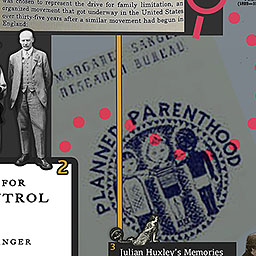 was chosen to represent the drive for family limitation, an
organized movement that got underway in the United States
over thirty-five years after a similar movement had begun in
England.
MARGARET SANGER
RESEARCH BUREAU
PLANNED PARENTHOOD
2
FOR
NTROL
NGER
3
Julian Huxley's Memories